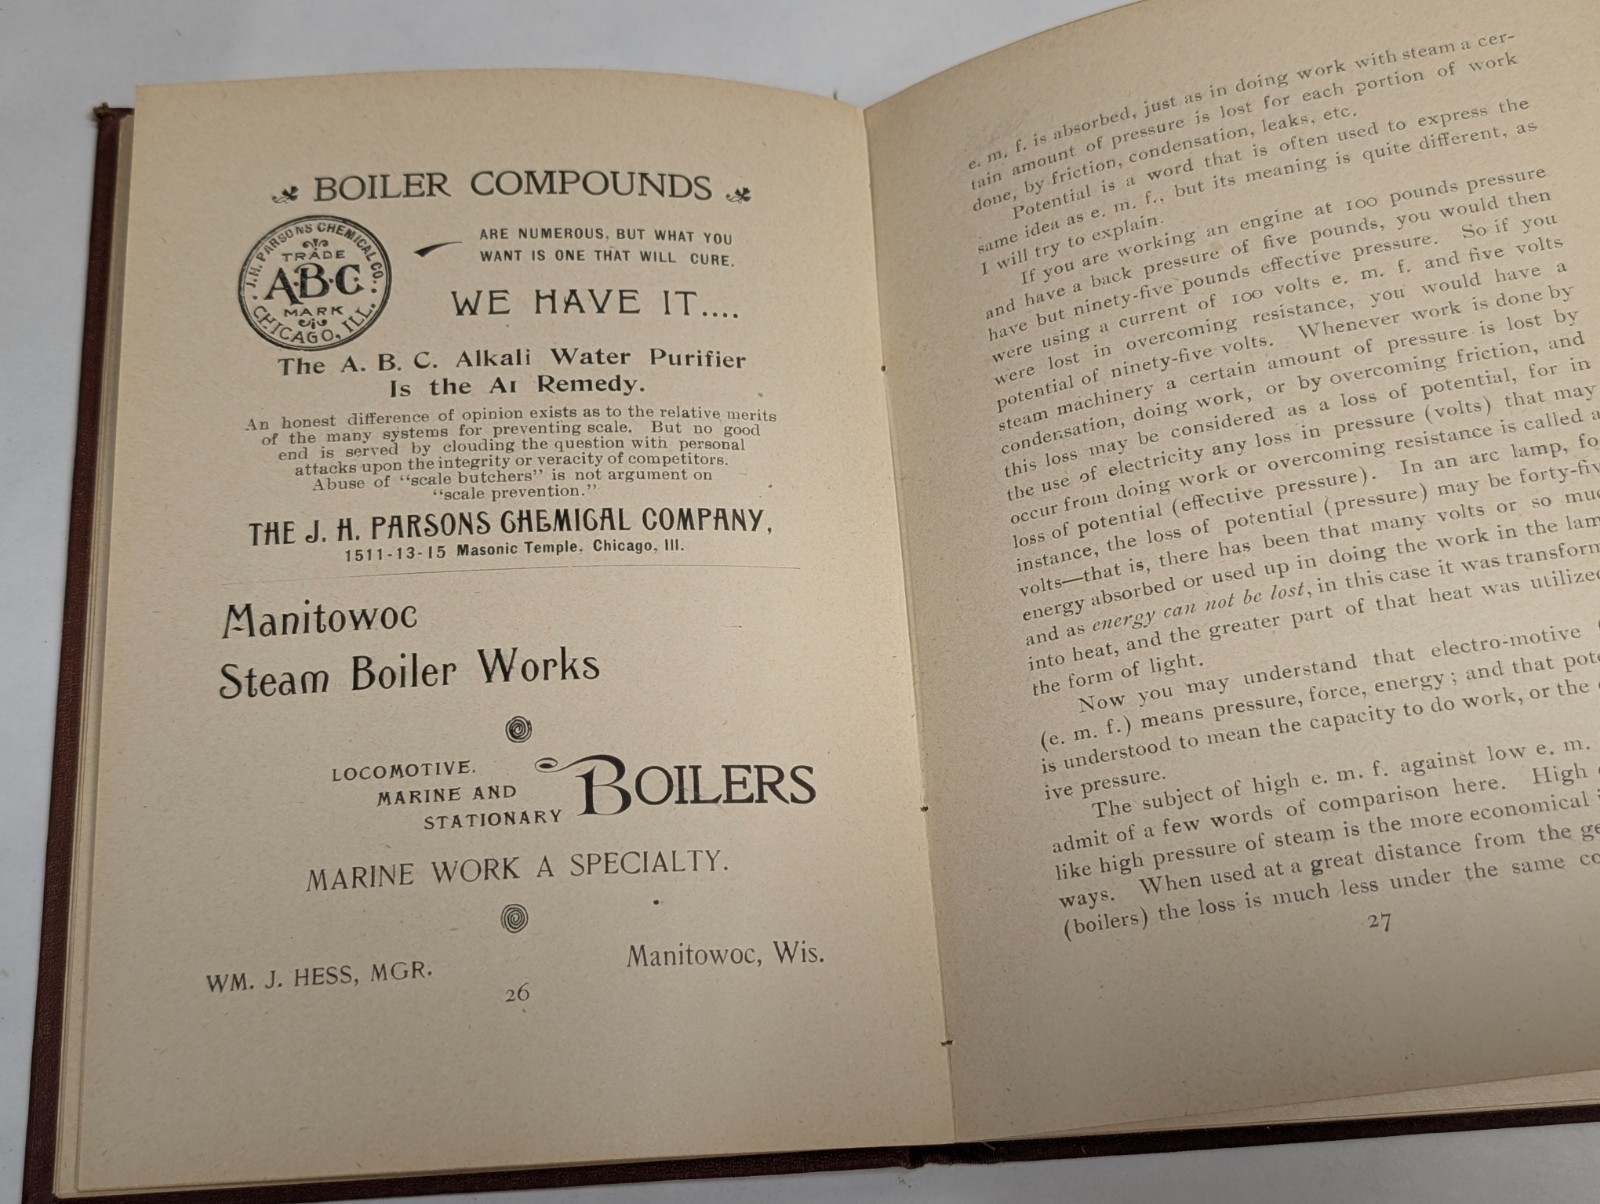 BOILER COMPOUNDS
J. H. PARSONS CHEMICAL CO.
TRADE
A·B·C
MARK
CHICAGO, ILL.
ARE NUMEROUS, BUT WHAT YOU
WANT IS ONE THAT WILL CURE.
WE HAVE IT....
The A. B. C. Alkali Water Purifier
Is the A1 Remedy.
An honest difference of opinion exists as to the relative merits
of the many systems for preventing scale. But no good
end is served by clouding the question with personal
attacks upon the integrity or veracity of competitors.
Abuse of "scale butchers" is not argument on
"scale prevention."
THE J. H. PARSONS CHEMICAL COMPANY,
1511-13-15 Masonic Temple, Chicago, Ill.
Manitowoc
Steam Boiler Works
LOCOMOTIVE,
MARINE AND
STATIONARY
BOILERS
MARINE WORK A SPECIALTY.
WM. J. HESS, MGR.
Manitowoc, Wis.
26
e. m. f. is absorbed, just as in doing work with steam a cer-
tain amount of pressure is lost for each portion of work
done, by friction, condensation, leaks, etc.
Potential is a word that is often used to express the
same idea as e. m. f., but its meaning is quite different, as
I will try to explain.
If you are working an engine at 100 pounds pressure
and have a back pressure of five pounds, you would then
have but ninety-five pounds effective pressure. So if you
were using a current of 100 volts e. m. f. and five volts
were lost in overcoming resistance, you would have a
potential of ninety-five volts. Whenever work is done by
steam machinery a certain amount of pressure is lost by
condensation, doing work, or by overcoming friction, and
this loss may be considered as a loss of potential, for in
the use of electricity any loss in pressure (volts) that may
occur from doing work or overcoming resistance is called a
loss of potential (effective pressure). In an arc lamp, fo
instance, the loss of potential (pressure) may be forty-fiv
volts—that is, there has been that many volts or so muc
energy absorbed or used up in doing the work in the lam
and as energy can not be lost, in this case it was transform
into heat, and the greater part of that heat was utilized
the form of light.
Now you may understand that electro-motive
(e. m. f.) means pressure, force, energy; and that pote
is understood to mean the capacity to do work, or the
ive pressure.
The subject of high e. m. f. against low e. m.
admit of a few words of comparison here. High
like high pressure of steam is the more economical
ways. When used at a great distance from the ge
(boilers) the loss is much less under the same co
27